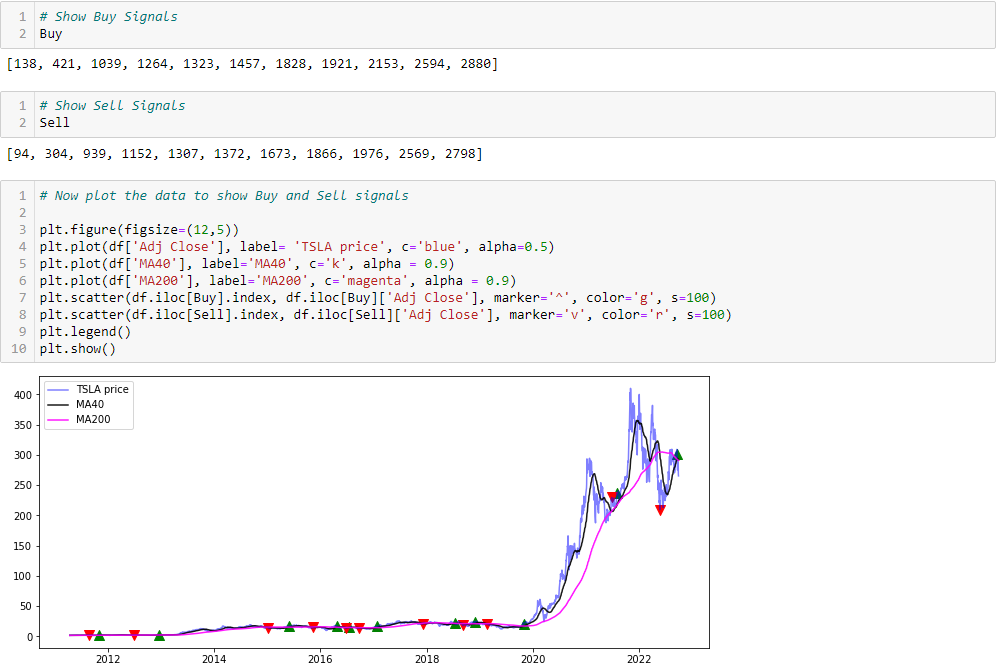 1 # Show Buy Signals
2 Buy
[138, 421, 1039, 1264, 1323, 1457, 1828, 1921, 2153, 2594, 2880]
1 # Show Sell Signals
2 Sell
[94, 304, 939, 1152, 1307, 1372, 1673, 1866, 1976, 2569, 2798]
1 # Now plot the data to show Buy and Sell signals
2
3 plt.figure(figsize=(12,5))
4 plt.plot(df['Adj Close'], label= 'TSLA price', c='blue', alpha=0.5)
5 plt.plot(df['MA40'], label='MA40', c='k', alpha = 0.9)
6 plt.plot(df['MA200'], label='MA200', c='magenta', alpha = 0.9)
7 plt.scatter(df.iloc[Buy].index, df.iloc[Buy]['Adj Close'], marker='^', color='g', s=100)
8 plt.scatter(df.iloc[Sell].index, df.iloc[Sell]['Adj Close'], marker='v', color='r', s=100)
9 plt.legend()
10 plt.show()
TSLA price
MA40
MA200
400
350
300
250
200
150
100
50
0
2012 2014 2016 2018 2020 2022